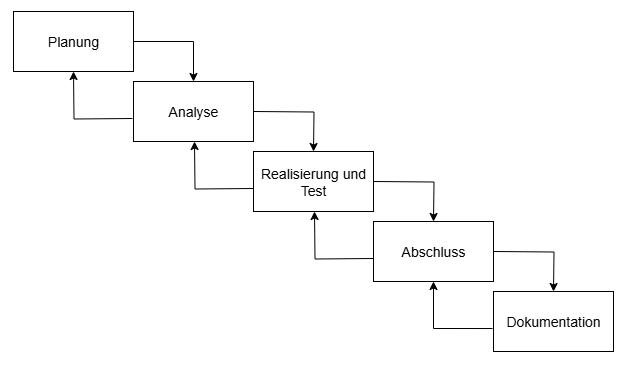 Planung
Analyse
Realisierung und
Test
Abschluss
Dokumentation